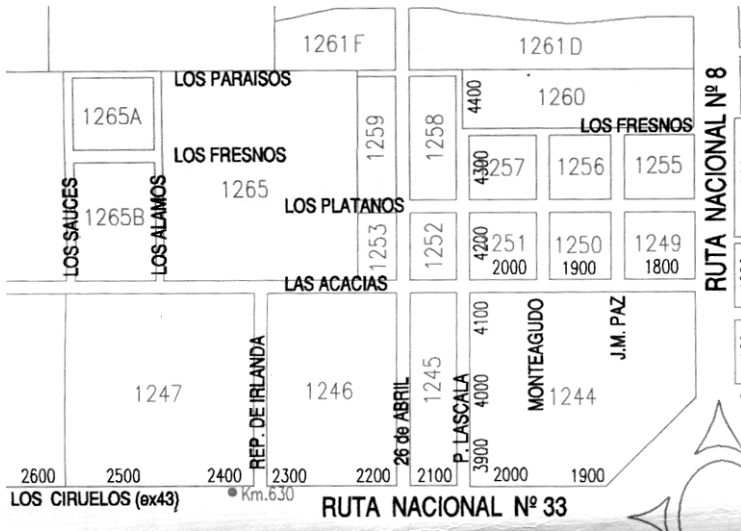 1261F
1261D
LOS PARAISOS
1265A
4400
1260
RUTA NACIONAL Nº 8
1259
1258
LOS FRESNOS
LOS FRESNOS
1265
4300
1257
1256
1255
LOS SAUCES
1265B
LOS ALAMOS
LOS PLATANOS
1253
1252
4200
1251
1250
1249
2000
1900
1800
LAS ACACIAS
4100
MONTEAGUDO
J.M. PAZ
1247
REP. DE IRLANDA
1246
26 de ABRIL
1245
P. LASCALA
4000
1244
3900
2600
2500
2400
2300
2200
2100
2000
1900
LOS CIRUELOS (ex43)
Km.630
RUTA NACIONAL Nº 33